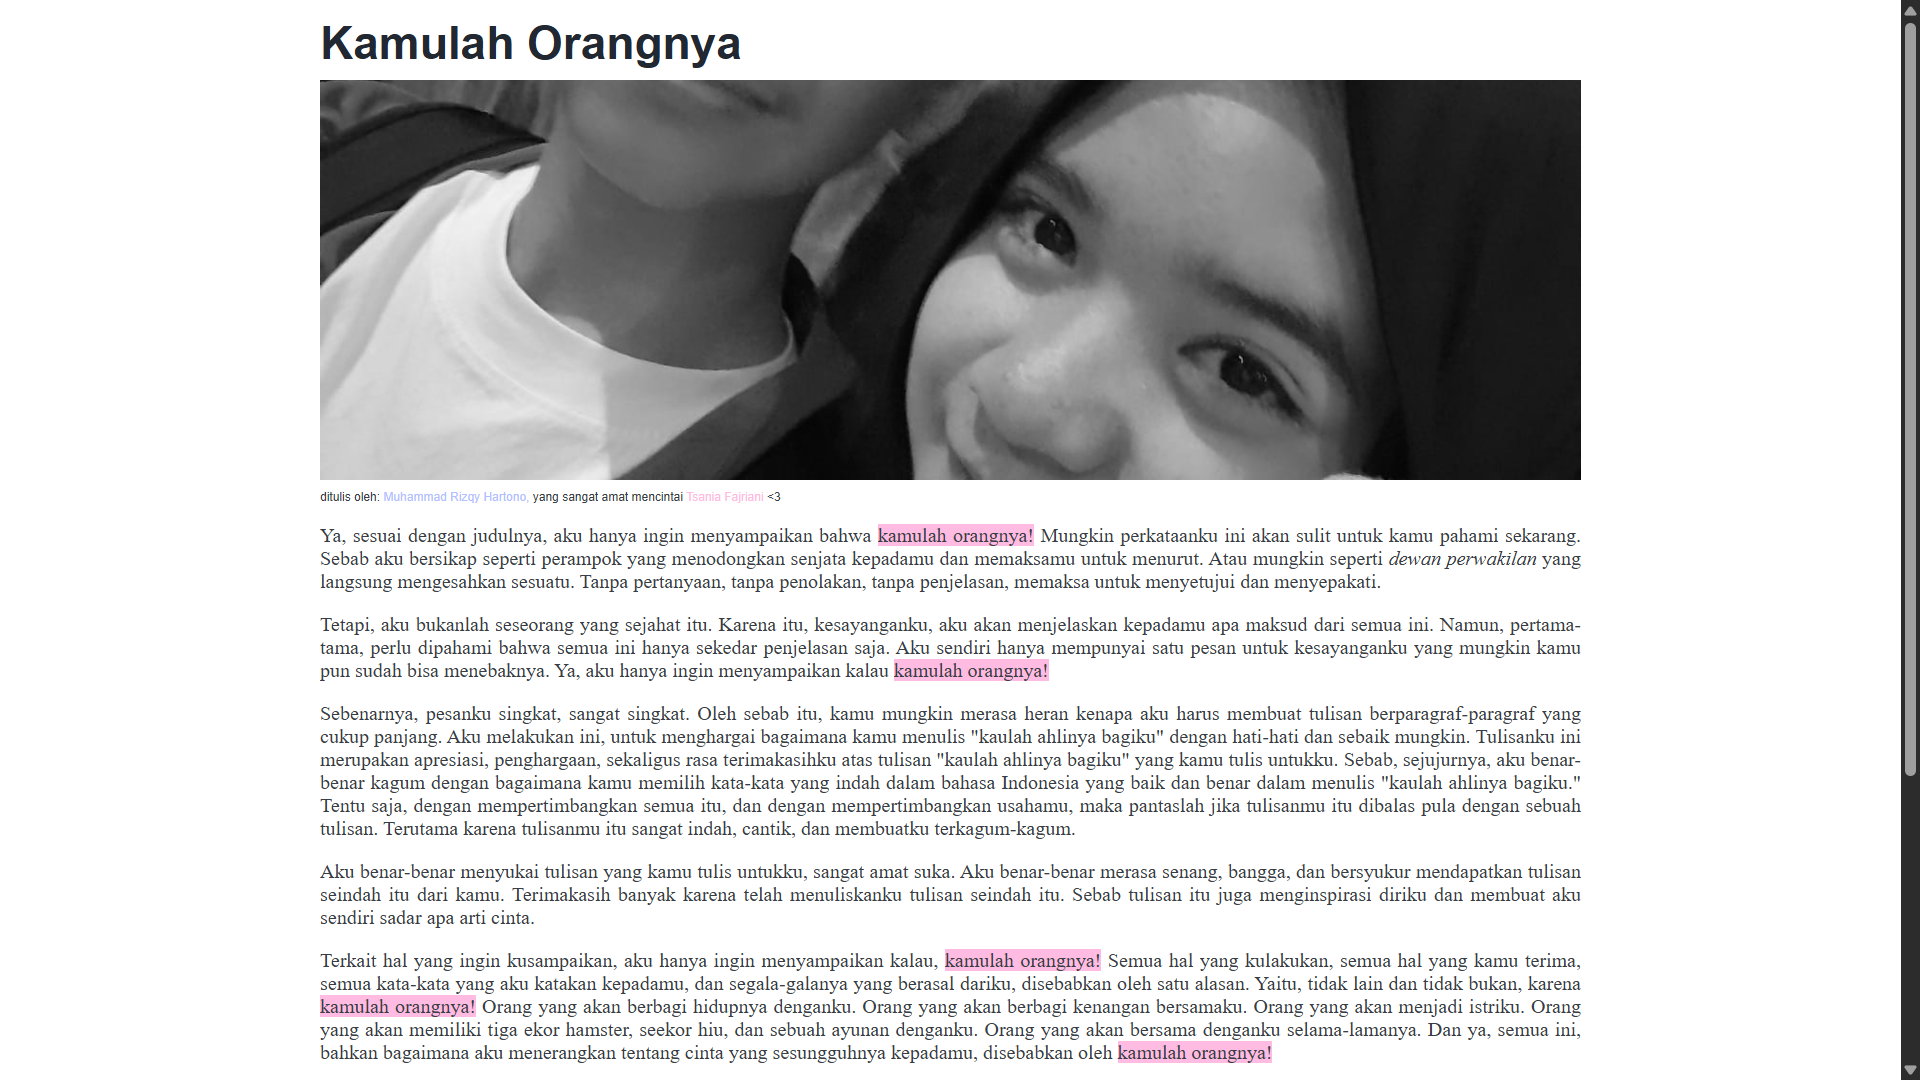 Kamulah Orangnya
ditulis oleh: Muhammad Rizqy Hartono, yang sangat amat mencintai Tsania Fajriani <3
Ya, sesuai dengan judulnya, aku hanya ingin menyampaikan bahwa kamulah orangnya! Mungkin perkataanku ini akan sulit untuk kamu pahami sekarang.
Sebab aku bersikap seperti perampok yang menodongkan senjata kepadamu dan memaksamu untuk menurut. Atau mungkin seperti dewan perwakilan yang
langsung mengesahkan sesuatu. Tanpa pertanyaan, tanpa penolakan, tanpa penjelasan, memaksa untuk menyetujui dan menyepakati.
Tetapi, aku bukanlah seseorang yang sejahat itu. Karena itu, kesayanganku, aku akan menjelaskan kepadamu apa maksud dari semua ini. Namun, pertama-
tama, perlu dipahami bahwa semua ini hanya sekedar penjelasan saja. Aku sendiri hanya mempunyai satu pesan untuk kesayanganku yang mungkin kamu
pun sudah bisa menebaknya. Ya, aku hanya ingin menyampaikan kalau kamulah orangnya!
Sebenarnya, pesanku singkat, sangat singkat. Oleh sebab itu, kamu mungkin merasa heran kenapa aku harus membuat tulisan berparagraf-paragraf yang
cukup panjang. Aku melakukan ini, untuk menghargai bagaimana kamu menulis "kaulah ahlinya bagiku" dengan hati-hati dan sebaik mungkin. Tulisanku ini
merupakan apresiasi, penghargaan, sekaligus rasa terimakasihku atas tulisan "kaulah ahlinya bagiku" yang kamu tulis untukku. Sebab, sejujurnya, aku benar-
benar kagum dengan bagaimana kamu memilih kata-kata yang indah dalam bahasa Indonesia yang baik dan benar dalam menulis "kaulah ahlinya bagiku."
Tentu saja, dengan mempertimbangkan semua itu, dan dengan mempertimbangkan usahamu, maka pantaslah jika tulisanmu itu dibalas pula dengan sebuah
tulisan. Terutama karena tulisanmu itu sangat indah, cantik, dan membuatku terkagum-kagum.
Aku benar-benar menyukai tulisan yang kamu tulis untukku, sangat amat suka. Aku benar-benar merasa senang, bangga, dan bersyukur mendapatkan tulisan
seindah itu dari kamu. Terimakasih banyak karena telah menuliskanku tulisan seindah itu. Sebab tulisan itu juga menginspirasi diriku dan membuat aku
sendiri sadar apa arti cinta.
Terkait hal yang ingin kusampaikan, aku hanya ingin menyampaikan kalau, kamulah orangnya! Semua hal yang kulakukan, semua hal yang kamu terima,
semua kata-kata yang aku katakan kepadamu, dan segala-galanya yang berasal dariku, disebabkan oleh satu alasan. Yaitu, tidak lain dan tidak bukan, karena
kamulah orangnya! Orang yang akan berbagi hidupnya denganku. Orang yang akan berbagi kenangan bersamaku. Orang yang akan menjadi istriku. Orang
yang akan memiliki tiga ekor hamster, seekor hiu, dan sebuah ayunan denganku. Orang yang akan bersama denganku selama-lamanya. Dan ya, semua ini,
bahkan bagaimana aku menerangkan tentang cinta yang sesungguhnya kepadamu, disebabkan oleh kamulah orangnya!